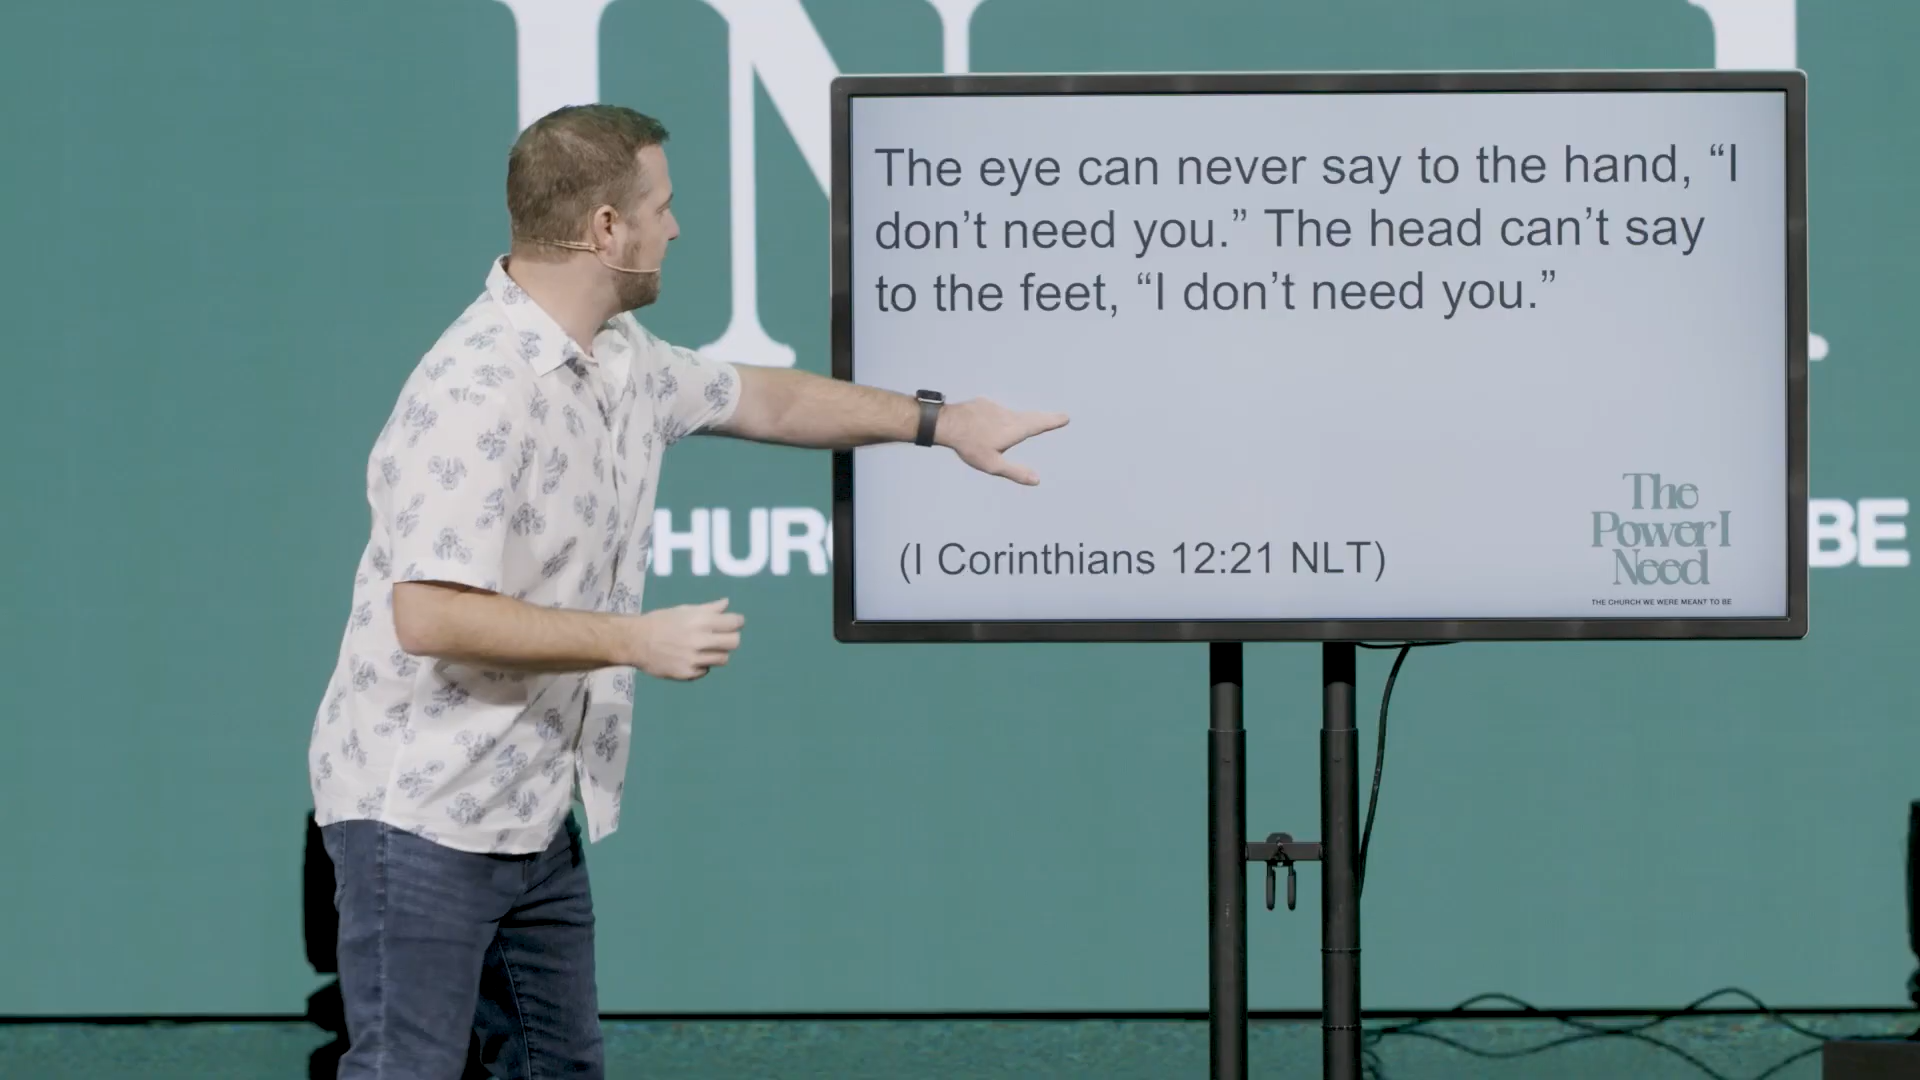 The eye can never say to the hand, “I
don’t need you.” The head can’t say
to the feet, “I don’t need you.”
(I Corinthians 12:21 NLT)
The
Power I
Need
THE CHURCH WE WERE MEANT TO BE
BE